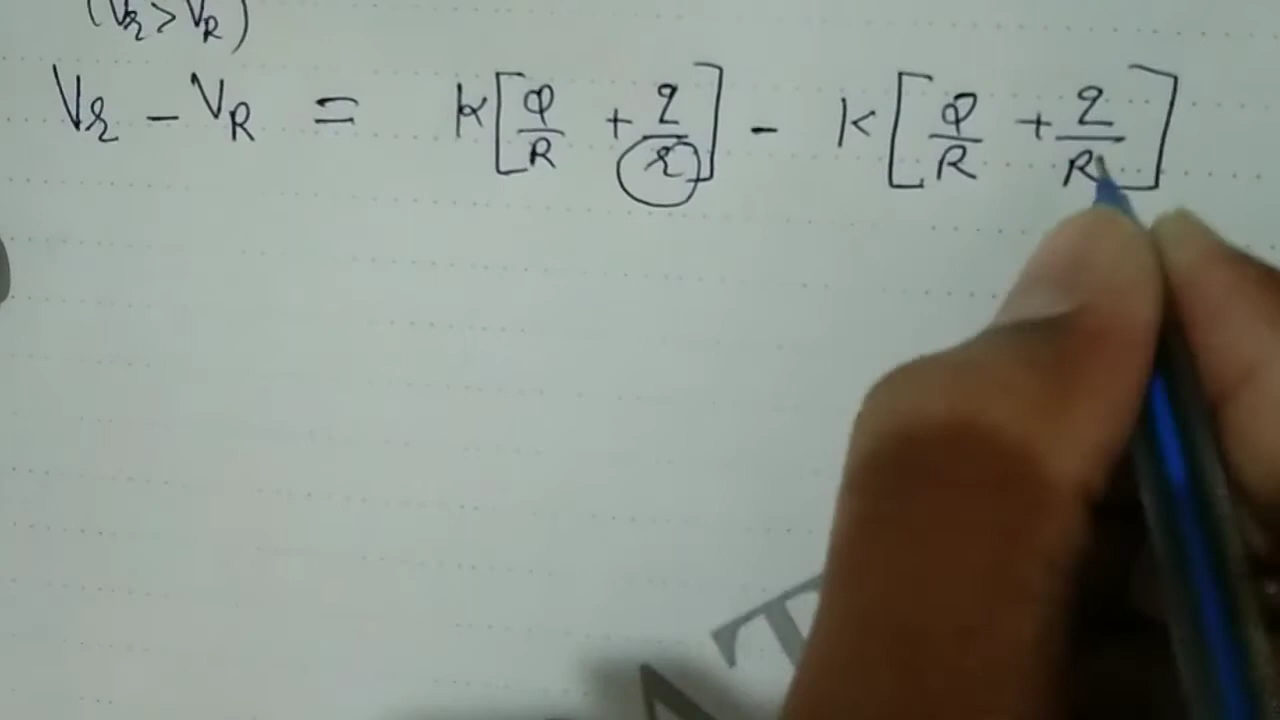 (Vr > VR)
Vr - VR = K[Q/R + q/r] - K[Q/R + q/R]